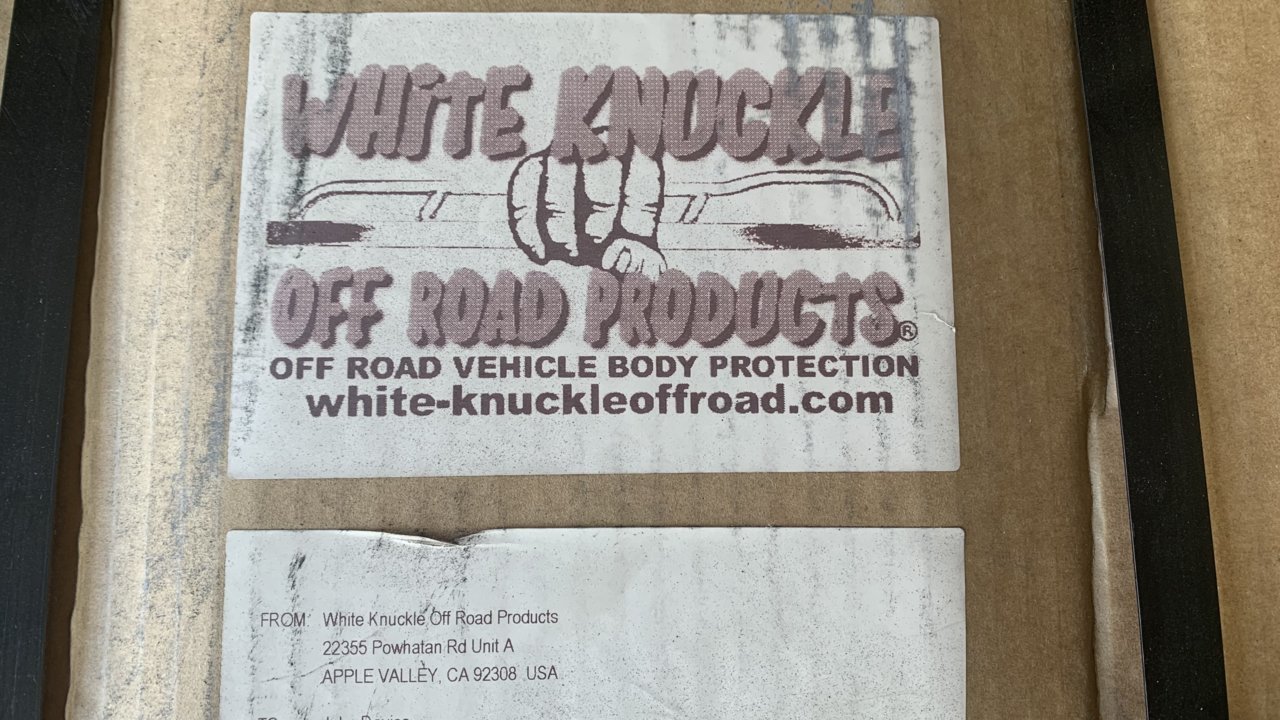 WHITE KNUCKLE
OFF ROAD PRODUCTS®
OFF ROAD VEHICLE BODY PROTECTION
white-knuckleoffroad.com
FROM: White Knuckle Off Road Products
22355 Powhatan Rd Unit A
APPLE VALLEY, CA 92308 USA